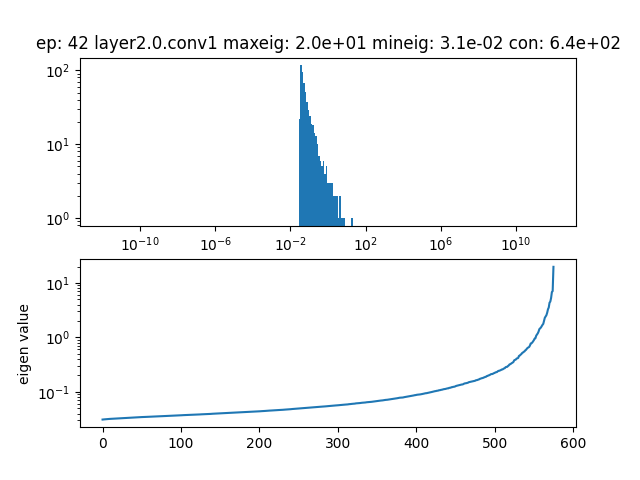 ep: 42 layer2.0.conv1 maxeig: 2.0e+01 mineig: 3.1e-02 con: 6.4e+02
10²
10¹
10⁰
10⁻¹⁰ 10⁻⁶ 10⁻² 10² 10⁶ 10¹⁰
eigen value
10¹
10⁰
10⁻¹
0 100 200 300 400 500 600